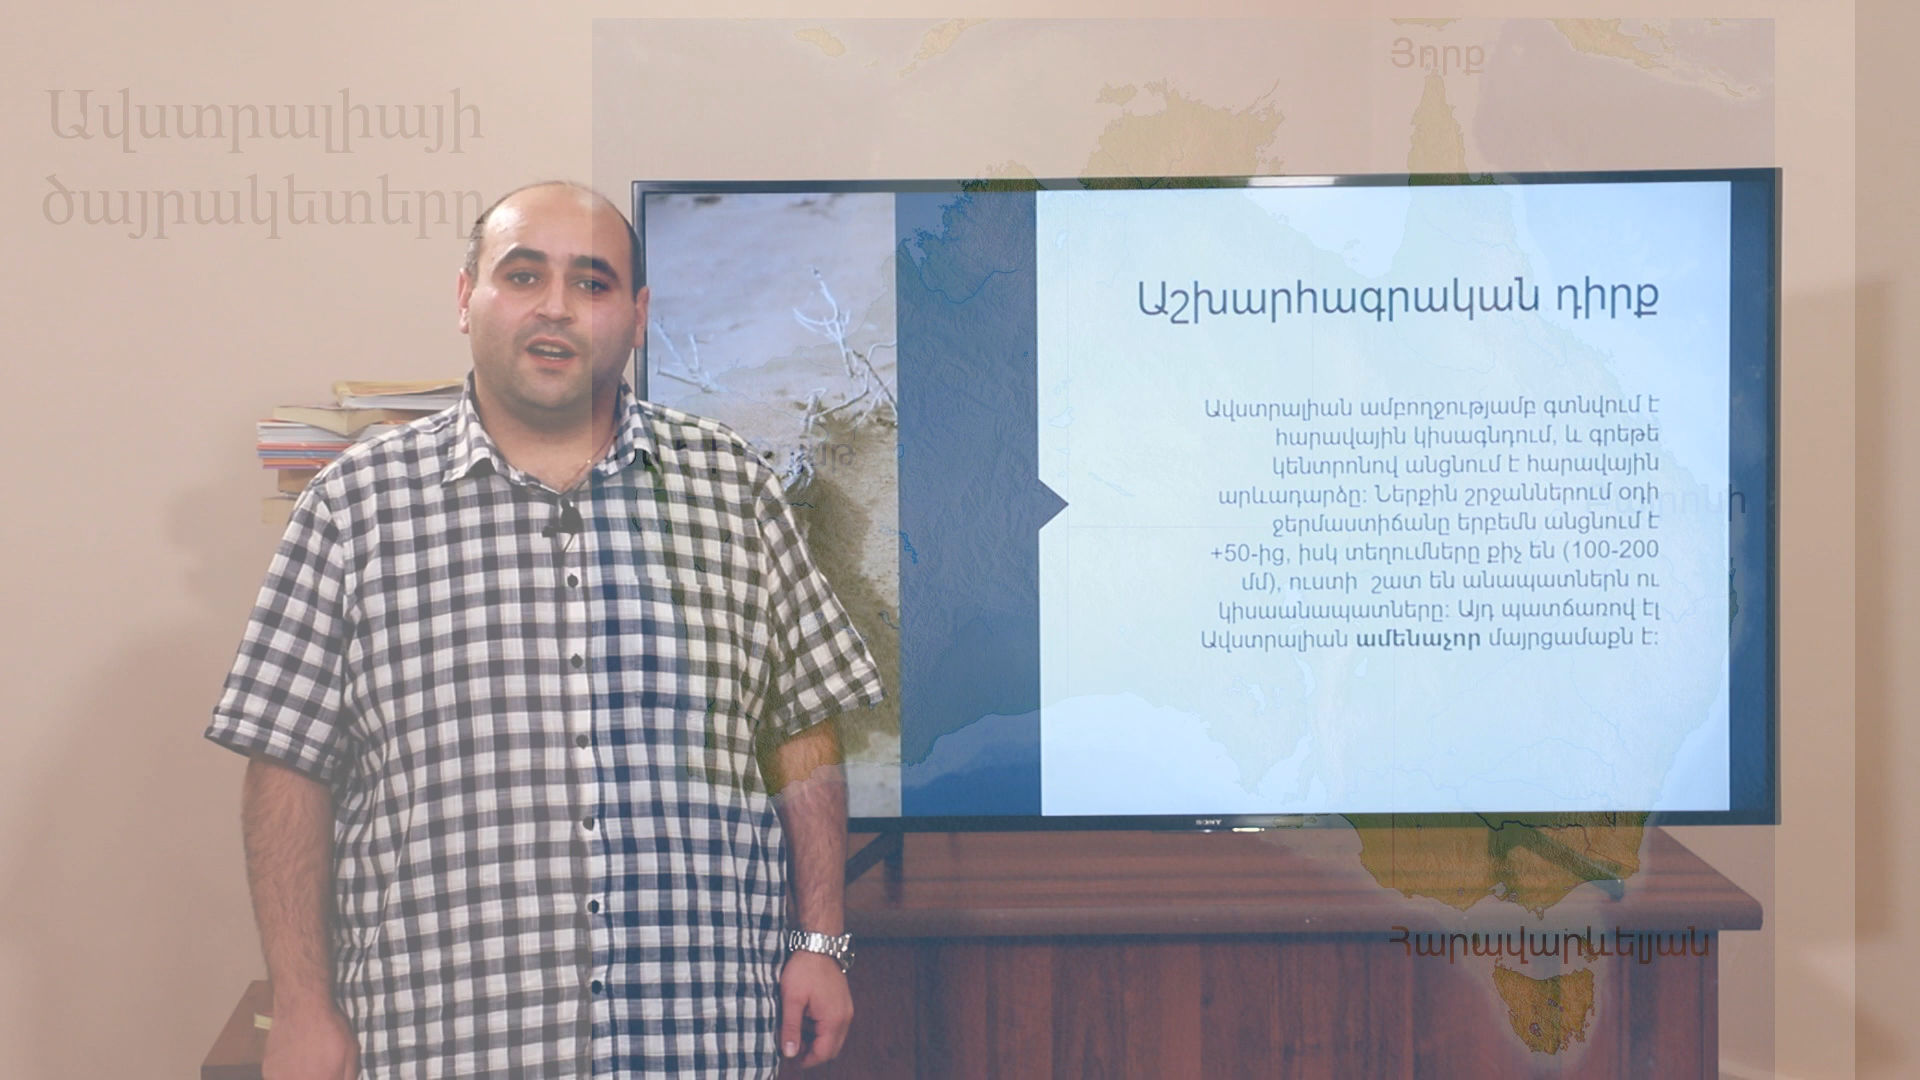 Ավստրալիայի
ծայրակետերը
Յորք
Աշխարհագրական դիրք
Ավստրալիան ամբողջությամբ գտնվում է
հարավային կիսագնդում, և գրեթե
կենտրոնով անցնում է հարավային
արևադարձը: Ներքին շրջաններում օդի
ջերմաստիճանը երբեմն անցնում է
+50-ից, իսկ տեղումները քիչ են (100-200
մմ), ուստի շատ են անապատներն ու
կիսաանապատները: Այդ պատճառով էլ
Ավստրալիան ամենաչոր մայրցամաքն է:
SONY
Հարավարևելյան